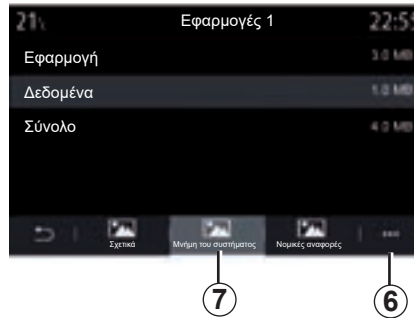 21
Εφαρμογές 1
22:55
Εφαρμογή
3.0 MB
Δεδομένα
1.0 MB
Σύνολο
4.0 MB
Σχετικά
Μνήμη του συστήματος
Νομικές αναφορές
7
6